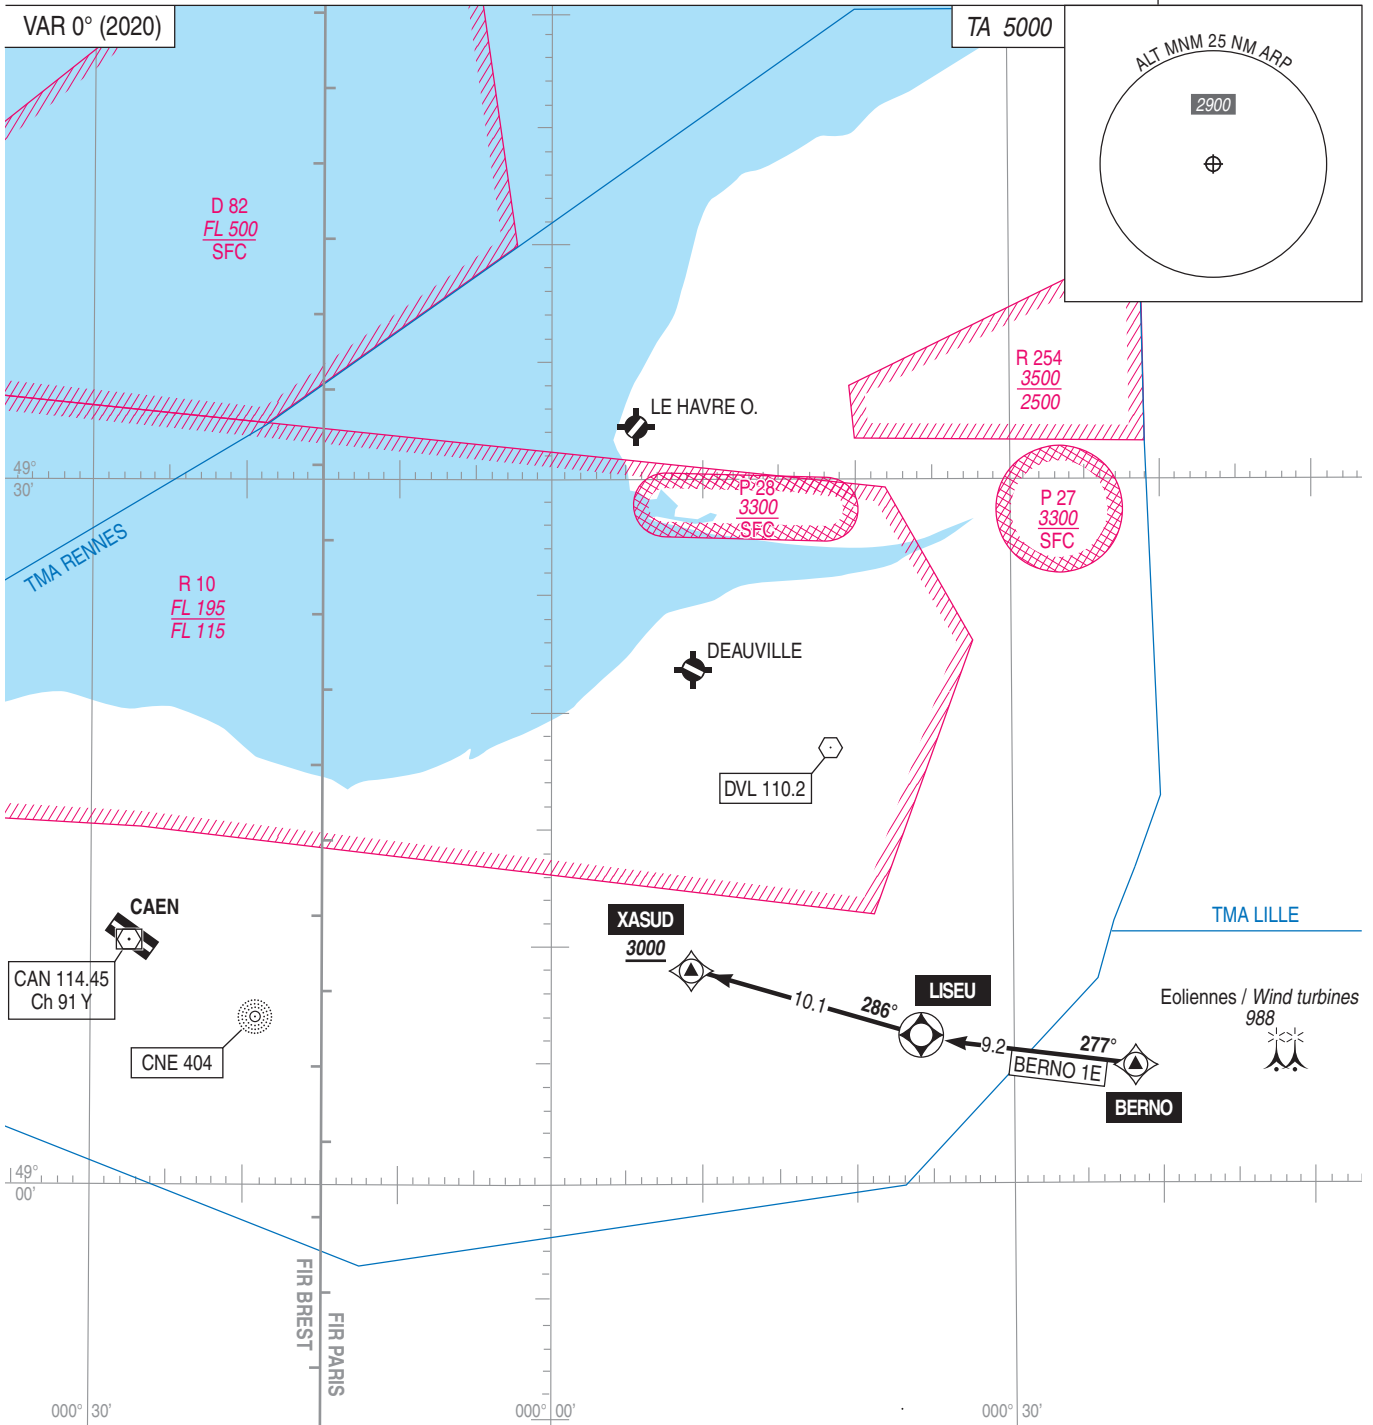 VAR 0° (2020)
TA 5000
ALT MNM 25 NM ARP
2900
D 82
FL 500
SFC
R 254
3500
2500
LE HAVRE O.
49°
30'
P 28
3300
SFC
P 27
3300
SFC
TMA RENNES
R 10
FL 195
FL 115
DEAUVILLE
DVL 110.2
CAEN
XASUD
3000
TMA LILLE
CAN 114.45
Ch 91 Y
LISEU
Eoliennes / Wind turbines
988
10.1
286°
CNE 404
9.2
277°
BERNO 1E
BERNO
49°
00'
FIR BREST
FIR PARIS
000° 30'
000° 00'
000° 30'